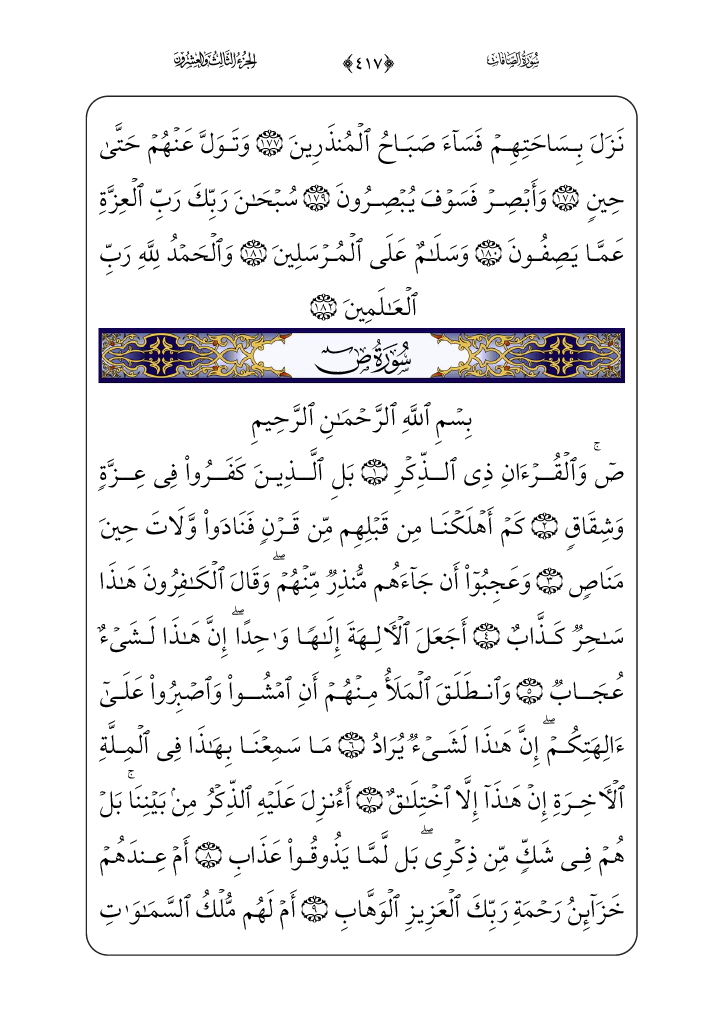 سُورَةُ الصَّافَّات ﴿٤١٧﴾ الجُزءُ الثَّالِثُ وَالعِشرُون
نَزَلَ بِسَاحَتِهِمۡ فَسَآءَ صَبَاحُ ٱلۡمُنذَرِينَ ١٧٧ وَتَوَلَّ عَنۡهُمۡ حَتَّىٰ
حِينٖ ١٧٨ وَأَبۡصِرۡ فَسَوۡفَ يُبۡصِرُونَ ١٧٩ سُبۡحَٰنَ رَبِّكَ رَبِّ ٱلۡعِزَّةِ
عَمَّا يَصِفُونَ ١٨٠ وَسَلَٰمٌ عَلَى ٱلۡمُرۡسَلِينَ ١٨١ وَٱلۡحَمۡدُ لِلَّهِ رَبِّ
ٱلۡعَٰلَمِينَ ١٨٢
سُورَةُ ص
بِسۡمِ ٱللَّهِ ٱلرَّحۡمَٰنِ ٱلرَّحِيمِ
صٓۚ وَٱلۡقُرۡءَانِ ذِي ٱلذِّكۡرِ ١ بَلِ ٱلَّذِينَ كَفَرُواْ فِي عِزَّةٖ
وَشِقَاقٖ ٢ كَمۡ أَهۡلَكۡنَا مِن قَبۡلِهِم مِّن قَرۡنٖ فَنَادَواْ وَّلَاتَ حِينَ
مَنَاصٖ ٣ وَعَجِبُوٓاْ أَن جَآءَهُم مُّنذِرٞ مِّنۡهُمۡۖ وَقَالَ ٱلۡكَٰفِرُونَ هَٰذَا
سَٰحِرٞ كَذَّابٌ ٤ أَجَعَلَ ٱلۡأٓلِهَةَ إِلَٰهٗا وَٰحِدًاۖ إِنَّ هَٰذَا لَشَيۡءٌ
عُجَابٞ ٥ وَٱنطَلَقَ ٱلۡمَلَأُ مِنۡهُمۡ أَنِ ٱمۡشُواْ وَٱصۡبِرُواْ عَلَىٰٓ
ءَالِهَتِكُمۡۖ إِنَّ هَٰذَا لَشَيۡءٞ يُرَادُ ٦ مَا سَمِعۡنَا بِهَٰذَا فِي ٱلۡمِلَّةِ
ٱلۡأٓخِرَةِ إِنۡ هَٰذَآ إِلَّا ٱخۡتِلَٰقٌ ٧ أَءُنزِلَ عَلَيۡهِ ٱلذِّكۡرُ مِنۢ بَيۡنِنَاۚ بَلۡ
هُمۡ فِي شَكّٖ مِّن ذِكۡرِيۖ بَل لَّمَّا يَذُوقُواْ عَذَابِ ٨ أَمۡ عِندَهُمۡ
خَزَآئِنُ رَحۡمَةِ رَبِّكَ ٱلۡعَزِيزِ ٱلۡوَهَّابِ ٩ أَمۡ لَهُم مُّلۡكُ ٱلسَّمَٰوَٰتِ